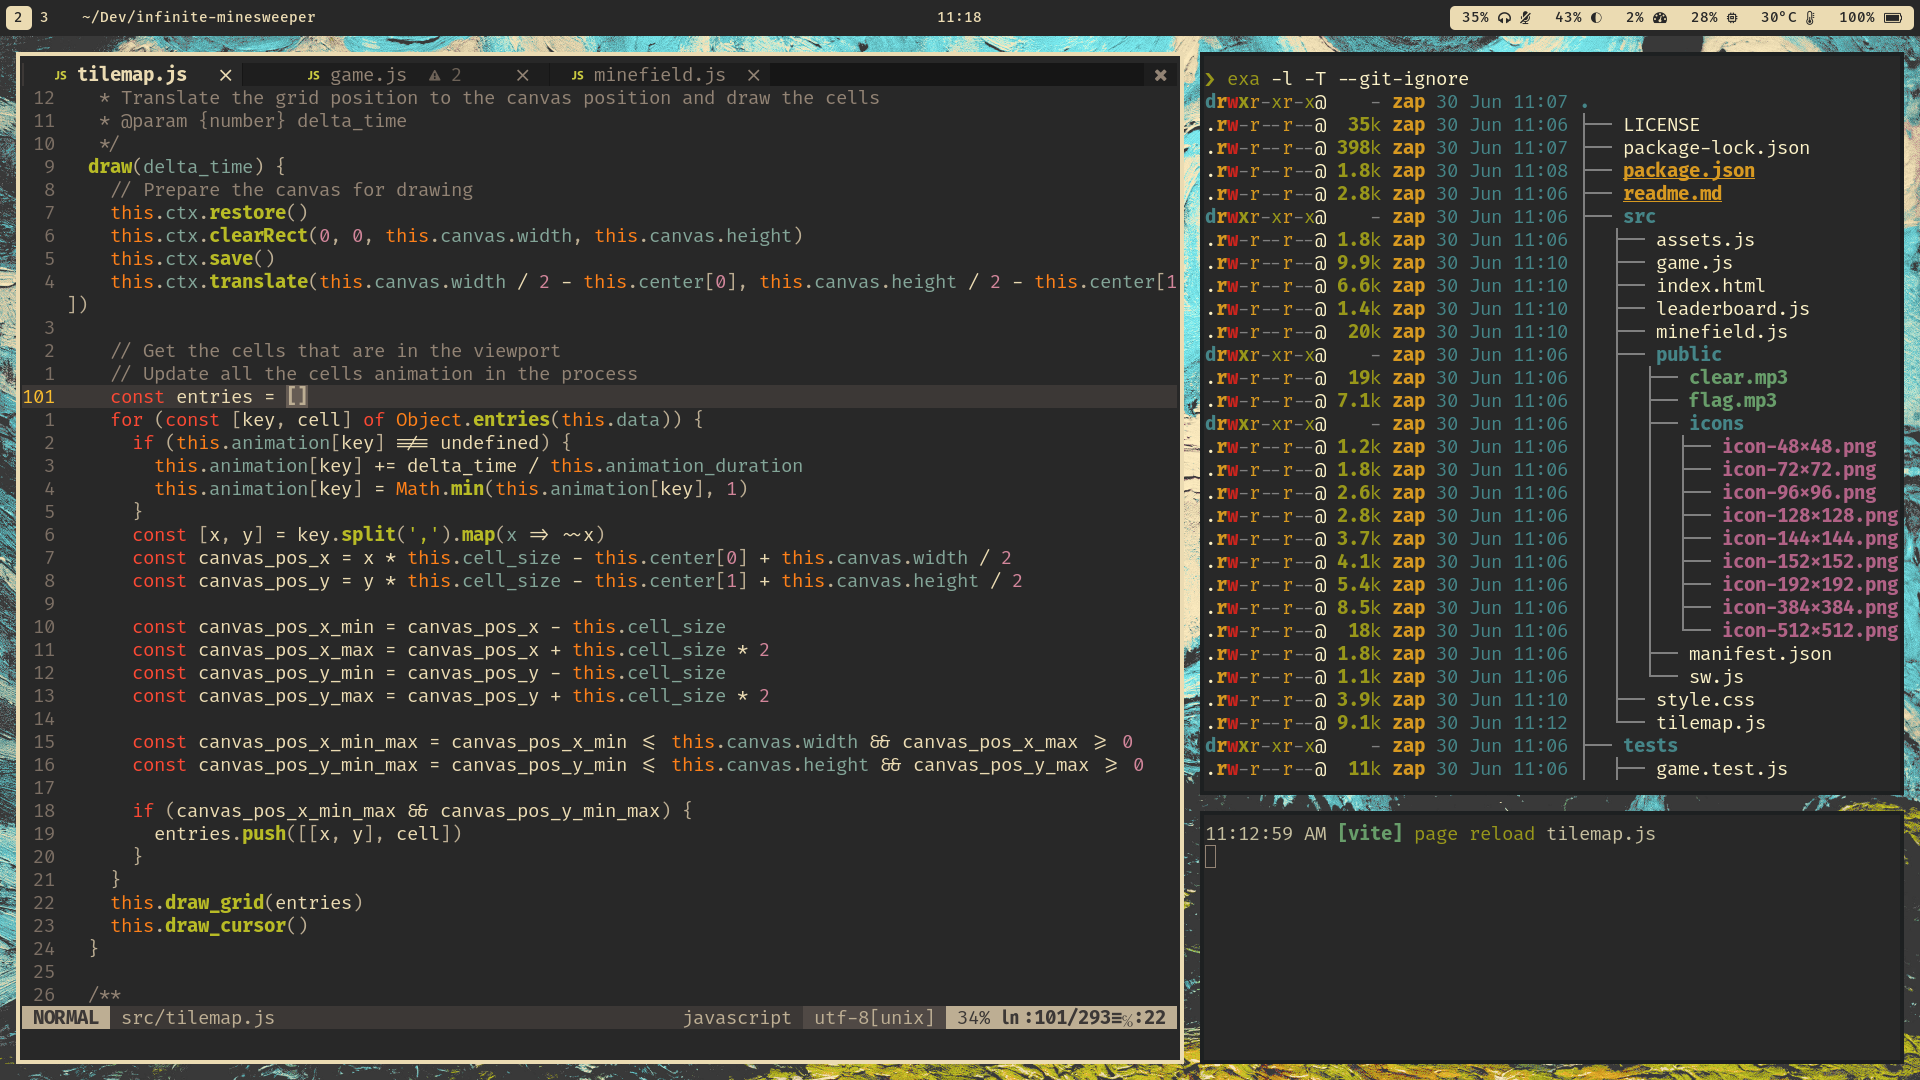 2 3 ~/Dev/infinite-minesweeper 11:18 35% 43% 2% 28% 30°C 100%
JS tilemap.js × JS game.js 2 × JS minefield.js ×
12 * Translate the grid position to the canvas position and draw the cells
11 * @param {number} delta_time
10 */
9 draw(delta_time) {
8 // Prepare the canvas for drawing
7 this.ctx.restore()
6 this.ctx.clearRect(0, 0, this.canvas.width, this.canvas.height)
5 this.ctx.save()
4 this.ctx.translate(this.canvas.width / 2 - this.center[0], this.canvas.height / 2 - this.center[1
])
3
2 // Get the cells that are in the viewport
1 // Update all the cells animation in the process
101 const entries = []
1 for (const [key, cell] of Object.entries(this.data)) {
2 if (this.animation[key] !== undefined) {
3 this.animation[key] += delta_time / this.animation_duration
4 this.animation[key] = Math.min(this.animation[key], 1)
5 }
6 const [x, y] = key.split(',').map(x => ~~x)
7 const canvas_pos_x = x * this.cell_size - this.center[0] + this.canvas.width / 2
8 const canvas_pos_y = y * this.cell_size - this.center[1] + this.canvas.height / 2
9
10 const canvas_pos_x_min = canvas_pos_x - this.cell_size
11 const canvas_pos_x_max = canvas_pos_x + this.cell_size * 2
12 const canvas_pos_y_min = canvas_pos_y - this.cell_size
13 const canvas_pos_y_max = canvas_pos_y + this.cell_size * 2
14
15 const canvas_pos_x_min_max = canvas_pos_x_min <= this.canvas.width && canvas_pos_x_max >= 0
16 const canvas_pos_y_min_max = canvas_pos_y_min <= this.canvas.height && canvas_pos_y_max >= 0
17
18 if (canvas_pos_x_min_max && canvas_pos_y_min_max) {
19 entries.push([[x, y], cell])
20 }
21 }
22 this.draw_grid(entries)
23 this.draw_cursor()
24 }
25
26 /**
NORMAL src/tilemap.js javascript utf-8[unix] 34% ln:101/293≡℅:22
❯ exa -l -T --git-ignore
drwxr-xr-x@ - zap 30 Jun 11:07 .
.rw-r--r--@ 35k zap 30 Jun 11:06 LICENSE
.rw-r--r--@ 398k zap 30 Jun 11:07 package-lock.json
.rw-r--r--@ 1.8k zap 30 Jun 11:08 package.json
.rw-r--r--@ 2.8k zap 30 Jun 11:06 readme.md
drwxr-xr-x@ - zap 30 Jun 11:06 src
.rw-r--r--@ 1.8k zap 30 Jun 11:06 assets.js
.rw-r--r--@ 9.9k zap 30 Jun 11:10 game.js
.rw-r--r--@ 6.6k zap 30 Jun 11:10 index.html
.rw-r--r--@ 1.4k zap 30 Jun 11:10 leaderboard.js
.rw-r--r--@ 20k zap 30 Jun 11:10 minefield.js
drwxr-xr-x@ - zap 30 Jun 11:06 public
.rw-r--r--@ 19k zap 30 Jun 11:06 clear.mp3
.rw-r--r--@ 7.1k zap 30 Jun 11:06 flag.mp3
drwxr-xr-x@ - zap 30 Jun 11:06 icons
.rw-r--r--@ 1.2k zap 30 Jun 11:06 icon-48×48.png
.rw-r--r--@ 1.8k zap 30 Jun 11:06 icon-72×72.png
.rw-r--r--@ 2.6k zap 30 Jun 11:06 icon-96×96.png
.rw-r--r--@ 2.8k zap 30 Jun 11:06 icon-128×128.png
.rw-r--r--@ 3.7k zap 30 Jun 11:06 icon-144×144.png
.rw-r--r--@ 4.1k zap 30 Jun 11:06 icon-152×152.png
.rw-r--r--@ 5.4k zap 30 Jun 11:06 icon-192×192.png
.rw-r--r--@ 8.5k zap 30 Jun 11:06 icon-384×384.png
.rw-r--r--@ 18k zap 30 Jun 11:06 icon-512×512.png
.rw-r--r--@ 1.8k zap 30 Jun 11:06 manifest.json
.rw-r--r--@ 1.1k zap 30 Jun 11:06 sw.js
.rw-r--r--@ 3.9k zap 30 Jun 11:10 style.css
.rw-r--r--@ 9.1k zap 30 Jun 11:12 tilemap.js
drwxr-xr-x@ - zap 30 Jun 11:06 tests
.rw-r--r--@ 11k zap 30 Jun 11:06 game.test.js
11:12:59 AM [vite] page reload tilemap.js